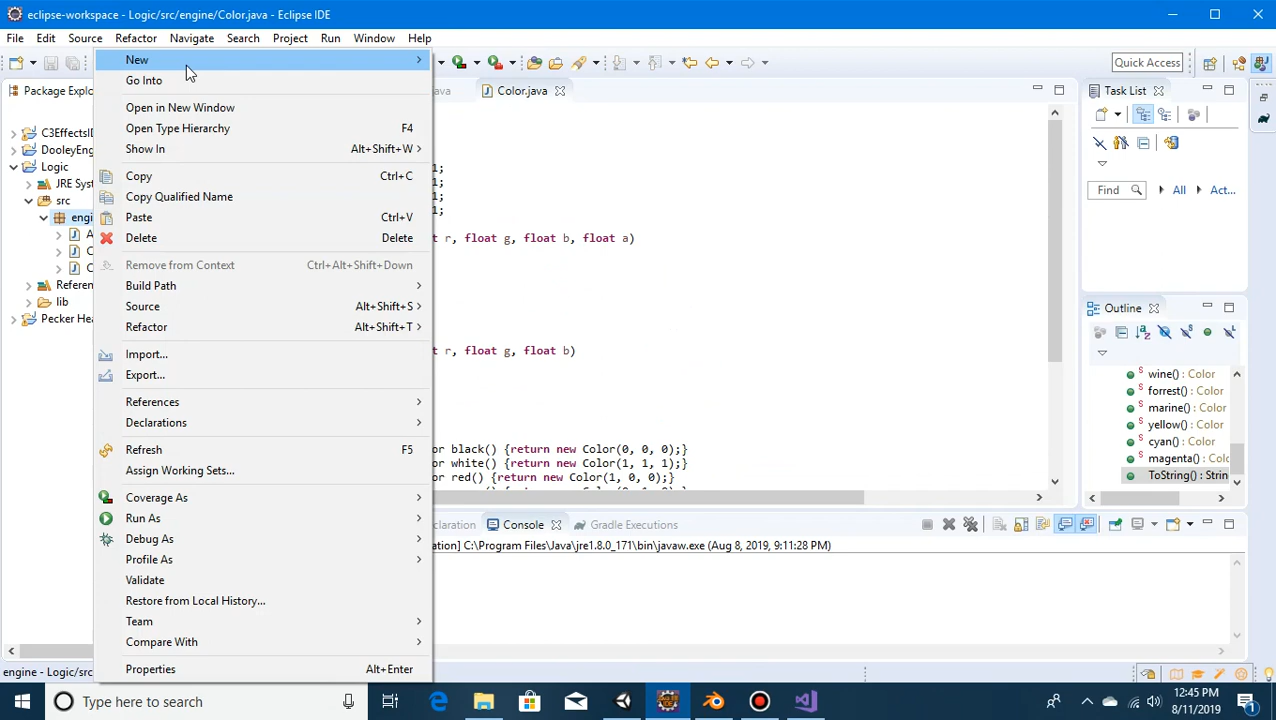 eclipse-workspace - Logic/src/engine/Color.java - Eclipse IDE
File Edit Source Refactor Navigate Search Project Run Window Help
Quick Access
Package Explo
C3EffectsI
DooleyEng
Logic
JRE Sys
src
engi
A
C
C
Referen
lib
Pecker Hea
New
Go Into
Open in New Window
Open Type Hierarchy F4
Show In Alt+Shift+W
Copy Ctrl+C
Copy Qualified Name
Paste Ctrl+V
Delete Delete
Remove from Context Ctrl+Alt+Shift+Down
Build Path
Source Alt+Shift+S
Refactor Alt+Shift+T
Import...
Export...
References
Declarations
Refresh F5
Assign Working Sets...
Coverage As
Run As
Debug As
Profile As
Validate
Restore from Local History...
Team
Compare With
Properties Alt+Enter
ava Color.java
1;
1;
1;
1;
t r, float g, float b, float a)
t r, float g, float b)
or black() {return new Color(0, 0, 0);}
or white() {return new Color(1, 1, 1);}
or red() {return new Color(1, 0, 0);}
Task List
Find All Act...
Outline
wine() : Color
forrest() : Color
marine() : Color
yellow() : Color
cyan() : Color
magenta() : Colo
ToString() : Strin
claration Console Gradle Executions
ation] C:\Program Files\Java\jre1.8.0_171\bin\javaw.exe (Aug 8, 2019, 9:11:28 PM)
engine - Logic/src
Type here to search
12:45 PM
8/11/2019
1